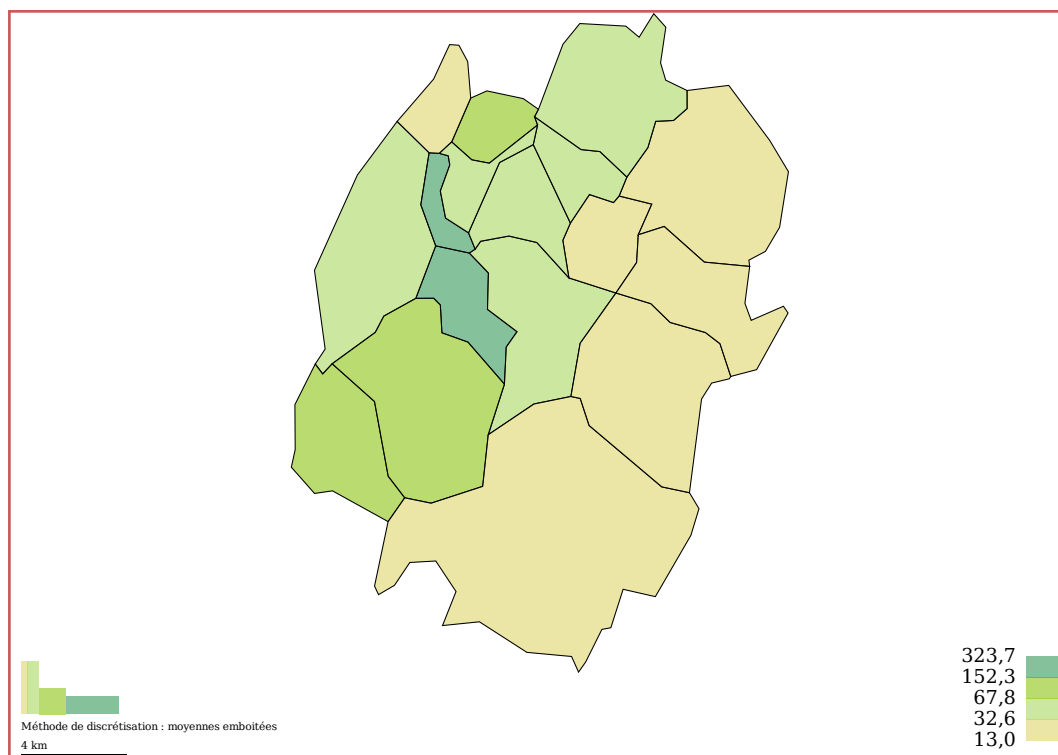 323,7
152,3
67,8
32,6
13,0
Méthode de discrétisation : moyennes emboitées
4 km